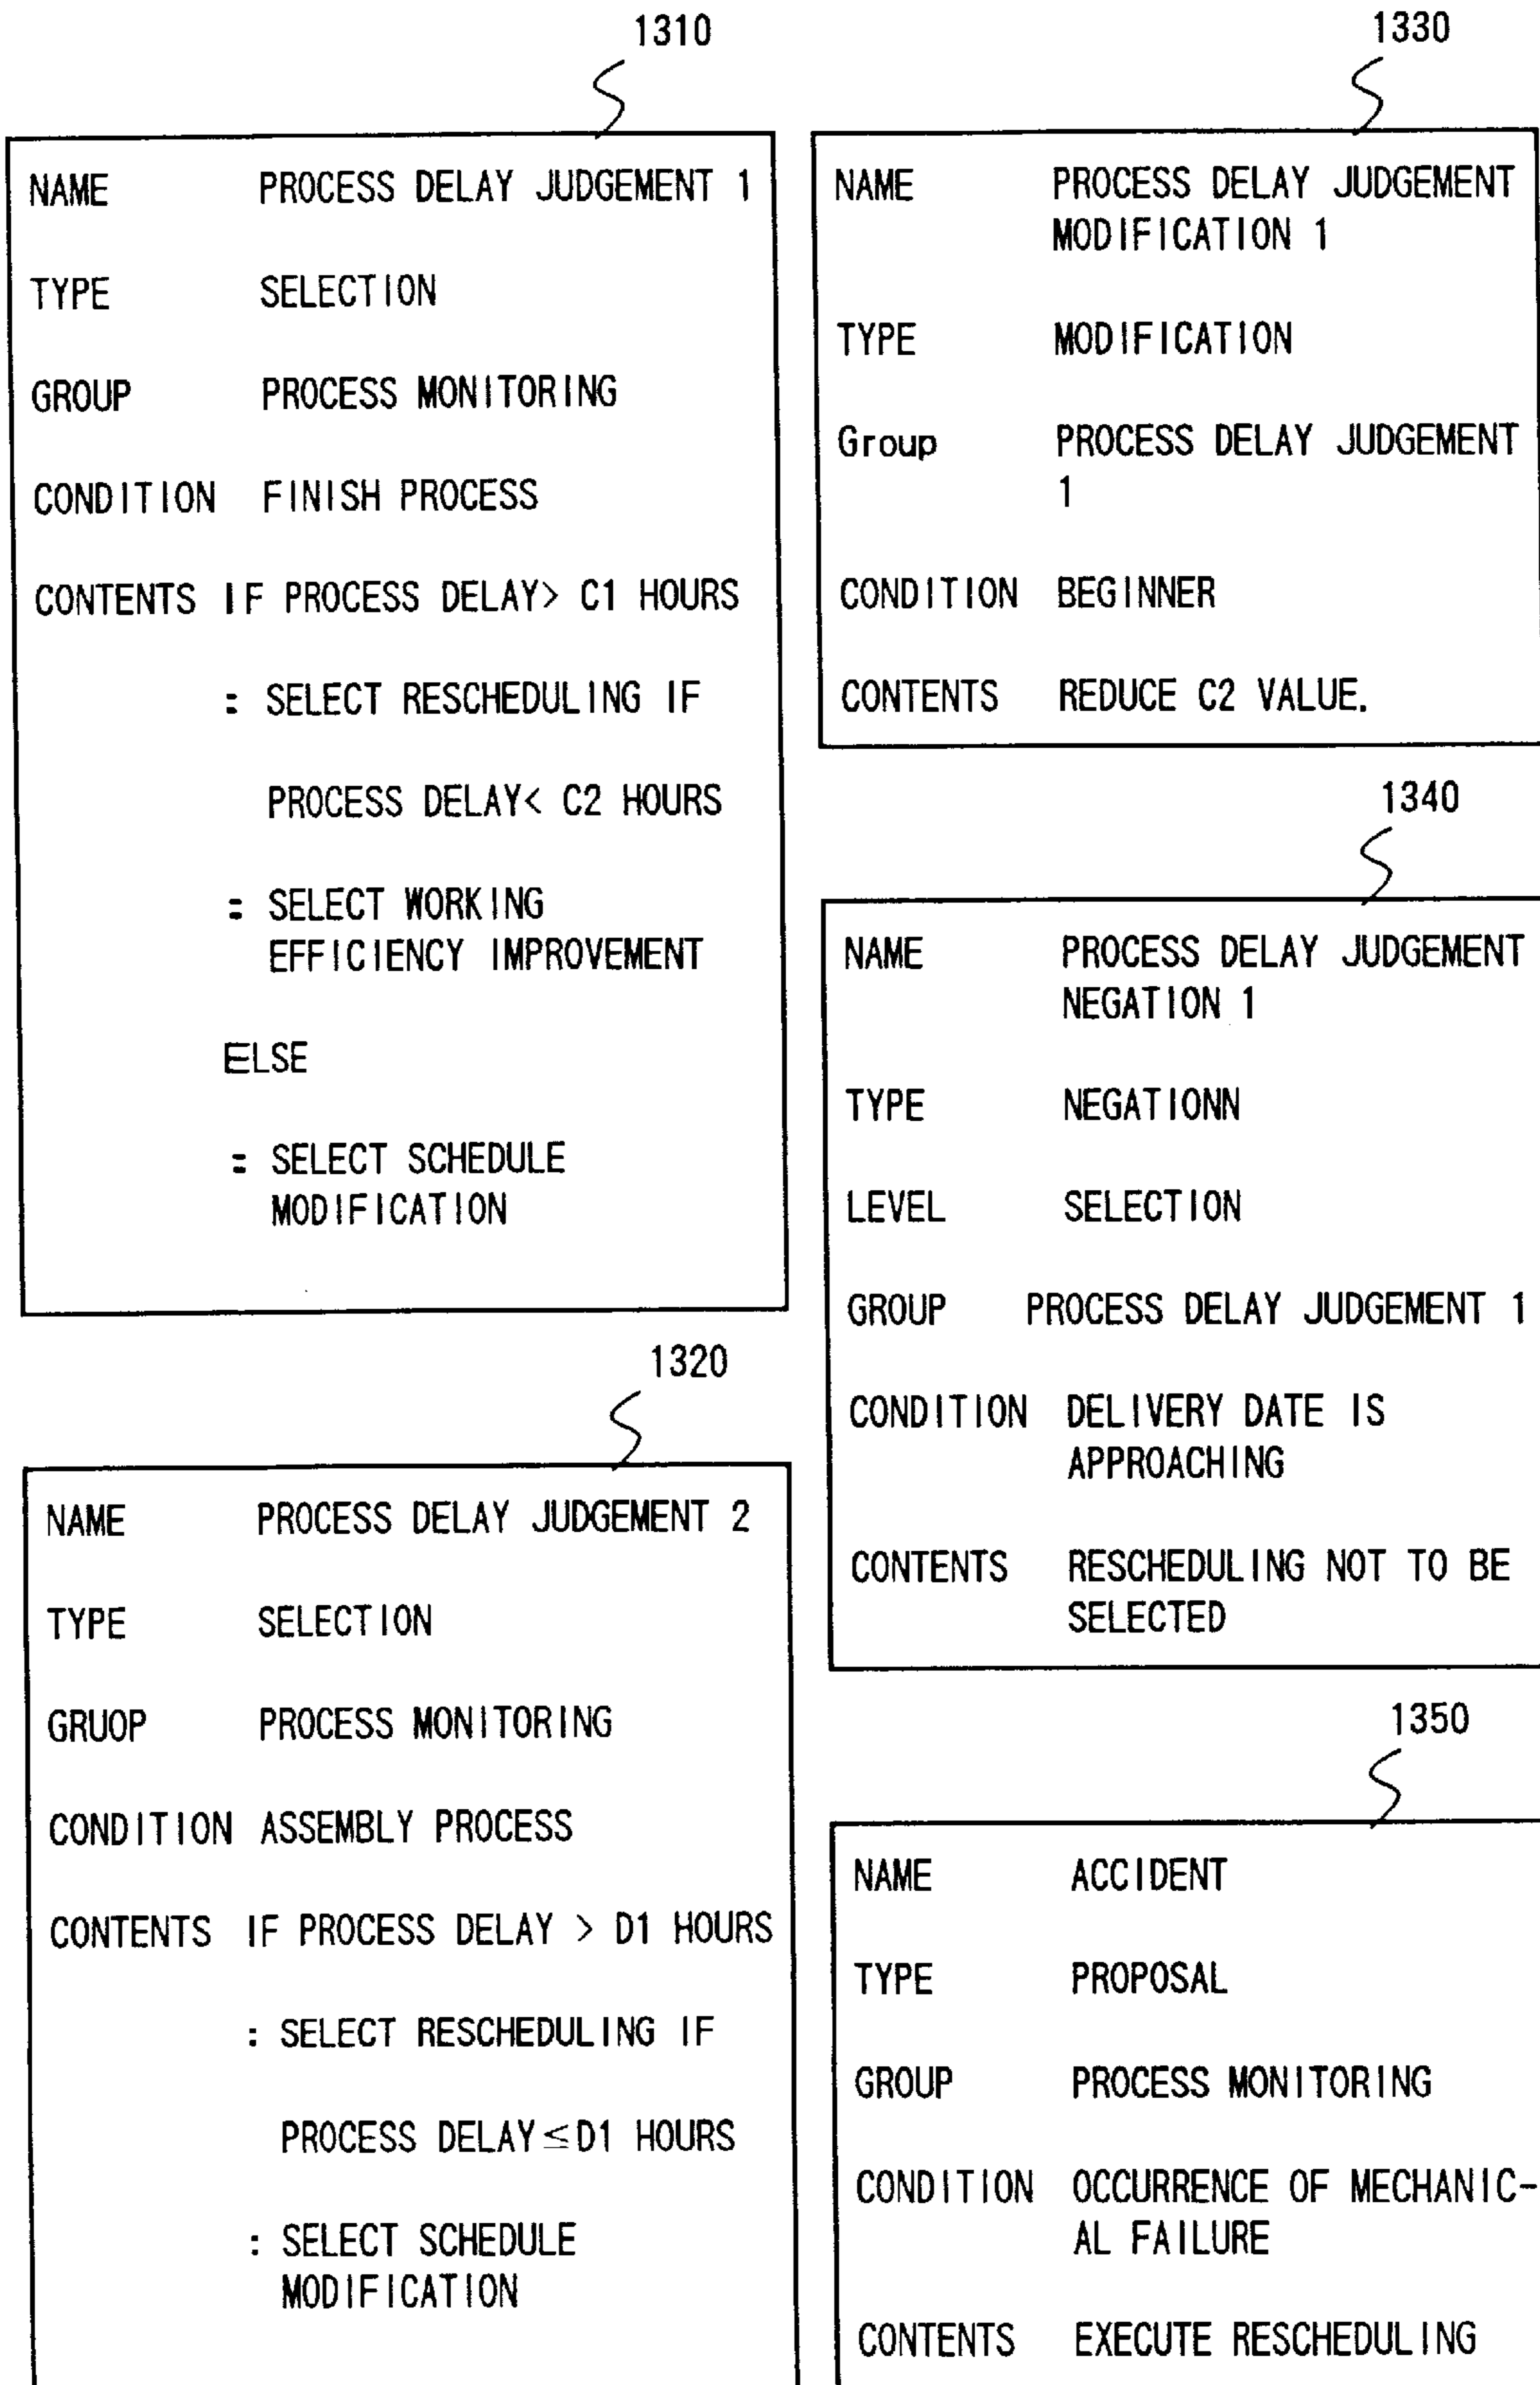 1310
NAME PROCESS DELAY JUDGEMENT 1
TYPE SELECTION
GROUP PROCESS MONITORING
CONDITION FINISH PROCESS
CONTENTS IF PROCESS DELAY> C1 HOURS
: SELECT RESCHEDULING IF
PROCESS DELAY< C2 HOURS
: SELECT WORKING
EFFICIENCY IMPROVEMENT
ELSE
: SELECT SCHEDULE
MODIFICATION
1320
NAME PROCESS DELAY JUDGEMENT 2
TYPE SELECTION
GRUOP PROCESS MONITORING
CONDITION ASSEMBLY PROCESS
CONTENTS IF PROCESS DELAY > D1 HOURS
: SELECT RESCHEDULING IF
PROCESS DELAY≤D1 HOURS
: SELECT SCHEDULE
MODIFICATION
1330
NAME PROCESS DELAY JUDGEMENT
MODIFICATION 1
TYPE MODIFICATION
Group PROCESS DELAY JUDGEMENT
1
CONDITION BEGINNER
CONTENTS REDUCE C2 VALUE.
1340
NAME PROCESS DELAY JUDGEMENT
NEGATION 1
TYPE NEGATIONN
LEVEL SELECTION
GROUP PROCESS DELAY JUDGEMENT 1
CONDITION DELIVERY DATE IS
APPROACHING
CONTENTS RESCHEDULING NOT TO BE
SELECTED
1350
NAME ACCIDENT
TYPE PROPOSAL
GROUP PROCESS MONITORING
CONDITION OCCURRENCE OF MECHANIC-
AL FAILURE
CONTENTS EXECUTE RESCHEDULING